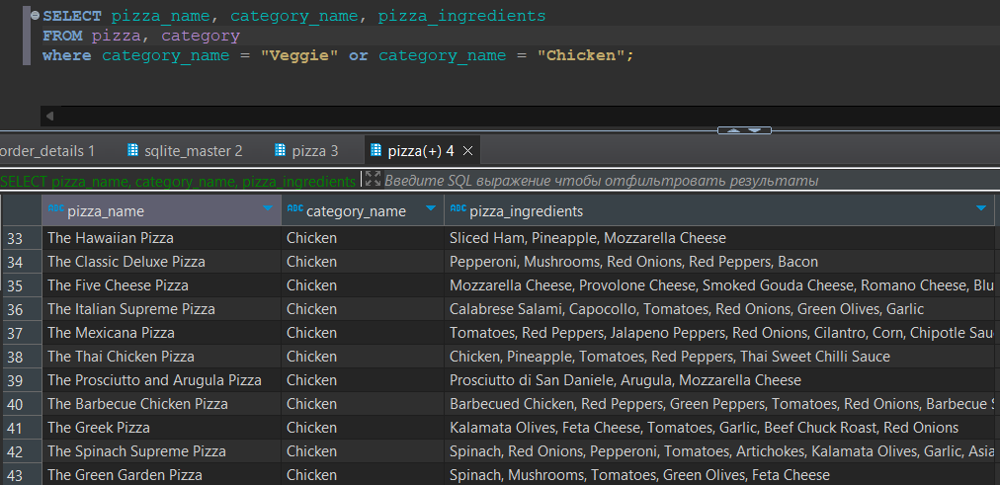 SELECT pizza_name, category_name, pizza_ingredients
FROM pizza, category
where category_name = "Veggie" or category_name = "Chicken";
order_details 1 sqlite_master 2 pizza 3 pizza(+) 4
SELECT pizza_name, category_name, pizza_ingredients Введите SQL выражение чтобы отфильтровать результаты
ABC pizza_name ABC category_name ABC pizza_ingredients
33 The Hawaiian Pizza Chicken Sliced Ham, Pineapple, Mozzarella Cheese
34 The Classic Deluxe Pizza Chicken Pepperoni, Mushrooms, Red Onions, Red Peppers, Bacon
35 The Five Cheese Pizza Chicken Mozzarella Cheese, Provolone Cheese, Smoked Gouda Cheese, Romano Cheese, Blu
36 The Italian Supreme Pizza Chicken Calabrese Salami, Capocollo, Tomatoes, Red Onions, Green Olives, Garlic
37 The Mexicana Pizza Chicken Tomatoes, Red Peppers, Jalapeno Peppers, Red Onions, Cilantro, Corn, Chipotle Sau
38 The Thai Chicken Pizza Chicken Chicken, Pineapple, Tomatoes, Red Peppers, Thai Sweet Chilli Sauce
39 The Prosciutto and Arugula Pizza Chicken Prosciutto di San Daniele, Arugula, Mozzarella Cheese
40 The Barbecue Chicken Pizza Chicken Barbecued Chicken, Red Peppers, Green Peppers, Tomatoes, Red Onions, Barbecue S
41 The Greek Pizza Chicken Kalamata Olives, Feta Cheese, Tomatoes, Garlic, Beef Chuck Roast, Red Onions
42 The Spinach Supreme Pizza Chicken Spinach, Red Onions, Pepperoni, Tomatoes, Artichokes, Kalamata Olives, Garlic, Asia
43 The Green Garden Pizza Chicken Spinach, Mushrooms, Tomatoes, Green Olives, Feta Cheese